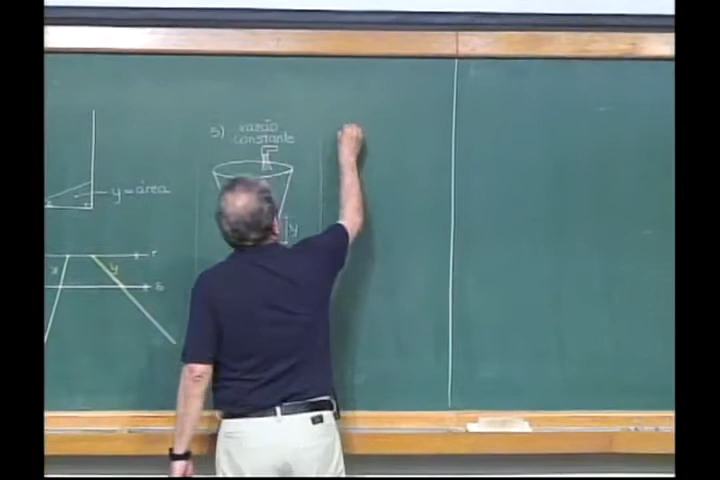 5) vazão
constante
y = área
y
r
x
y
s